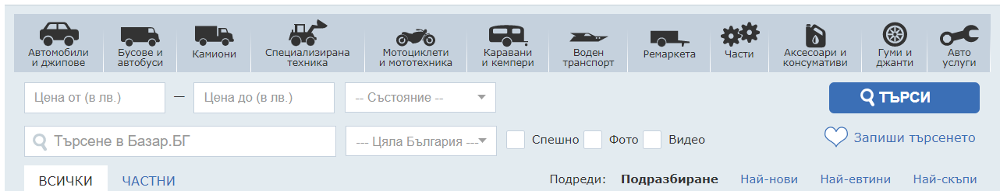 Автомобили
и джипове
Бусове и
автобуси
Камиони
Специализирана
техника
Мотоциклети
и мототехника
Каравани
и кемпери
Воден
транспорт
Ремаркета
Части
Аксесоари и
консумативи
Гуми и
джанти
Авто
услуги
Цена от (в лв.) — Цена до (в лв.) -- Състояние -- ТЪРСИ
Търсене в Базар.БГ --- Цяла България --- Спешно Фото Видео Запиши търсенето
ВСИЧКИ ЧАСТНИ Подреди: Подразбиране Най-нови Най-евтини Най-скъпи